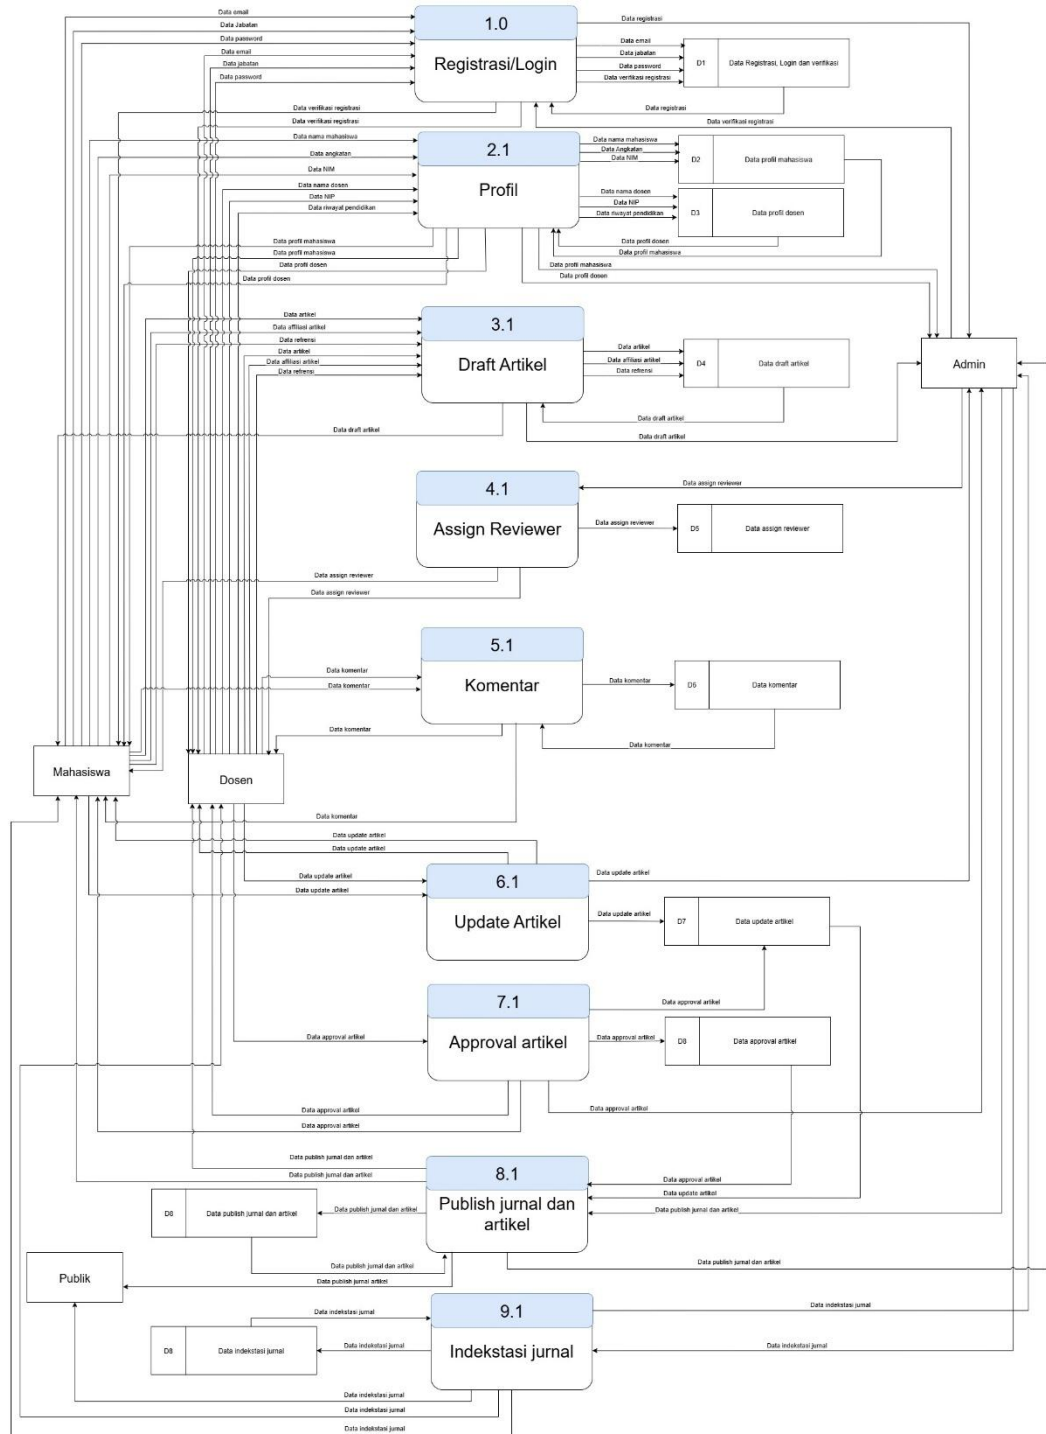 Data email
Data Jabatan
Data password
Data email
Data jabatan
Data password
1.0
Registrasi/Login
Data registrasi
Data email
Data jabatan
Data password
Data verifikasi registrasi
D1
Data Registrasi, Login dan verifikasi
Data registrasi
Data verifikasi registrasi
Data verifikasi registrasi
Data verifikasi registrasi
Data nama mahasiswa
Data angkatan
Data NIM
Data nama dosen
Data NIP
Data riwayat pendidikan
2.1
Profil
Data nama mahasiswa
Data Angkatan
Data NIM
D2
Data profil mahasiswa
Data nama dosen
Data NIP
Data riwayat pendidikan
D3
Data profil dosen
Data profil dosen
Data profil mahasiswa
Data profil mahasiswa
Data profil mahasiswa
Data profil dosen
Data profil dosen
Data profil mahasiswa
Data profil dosen
Data artikel
Data affiliasi artikel
Data refrensi
Data artikel
Data affiliasi artikel
Data refrensi
3.1
Draft Artikel
Data artikel
Data affiliasi artikel
Data refrensi
D4
Data draft artikel
Admin
Data draft artikel
Data draft artikel
Data draft artikel
4.1
Assign Reviewer
Data assign reviewer
Data assign reviewer
D5
Data assign reviewer
Data assign reviewer
Data assign reviewer
5.1
Komentar
Data komentar
Data komentar
Data komentar
D6
Data komentar
Data komentar
Data komentar
Mahasiswa
Dosen
Data komentar
Data update artikel
Data update artikel
Data update artikel
Data update artikel
6.1
Update Artikel
Data update artikel
Data update artikel
D7
Data update artikel
7.1
Approval artikel
Data approval artikel
Data approval artikel
Data approval artikel
D8
Data approval artikel
Data approval artikel
Data approval artikel
Data approval artikel
Data publish jurnal dan artikel
Data publish jurnal dan artikel
8.1
Publish jurnal dan
artikel
Data approval artikel
Data update artikel
Data publish jurnal dan artikel
D8
Data publish jurnal dan artikel
Data publish jurnal dan artikel
Data publish jurnal dan artikel
Data publish jurnal dan artikel
Publik
Data publish jurnal artikel
9.1
Indekstasi jurnal
Data indekstasi jurnal
Data indekstasi jurnal
D8
Data indekstasi jurnal
Data indekstasi jurnal
Data indekstasi jurnal
Data indekstasi jurnal
Data indekstasi jurnal
Data indekstasi jurnal